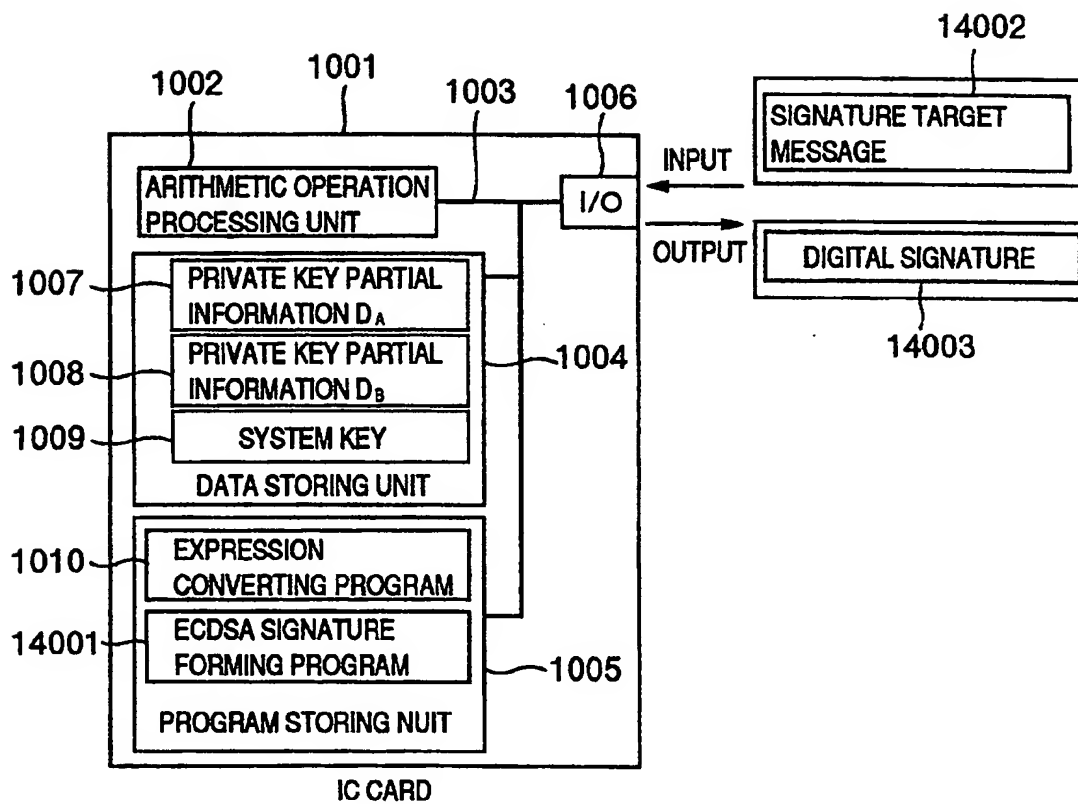 14002
1001
1002
1003
1006
SIGNATURE TARGET
MESSAGE
INPUT
ARITHMETIC OPERATION
PROCESSING UNIT
I/O
OUTPUT
DIGITAL SIGNATURE
1007
PRIVATE KEY PARTIAL
INFORMATION DA
14003
1004
1008
PRIVATE KEY PARTIAL
INFORMATION DB
1009
SYSTEM KEY
DATA STORING UNIT
1010
EXPRESSION
CONVERTING PROGRAM
14001
ECDSA SIGNATURE
FORMING PROGRAM
1005
PROGRAM STORING NUIT
IC CARD